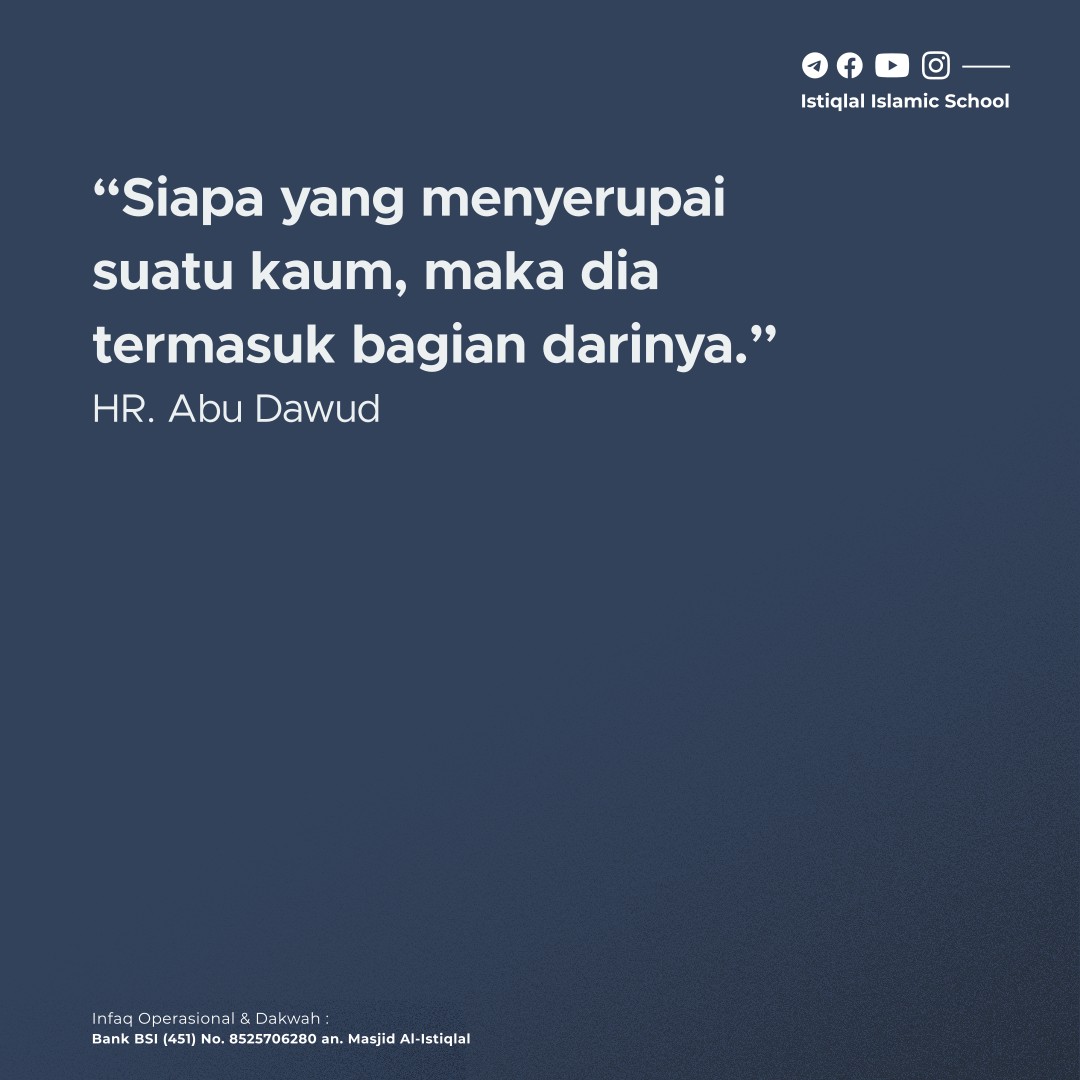 Istiqlal Islamic School
“Siapa yang menyerupai
suatu kaum, maka dia
termasuk bagian darinya.”
HR. Abu Dawud
Infaq Operasional & Dakwah :
Bank BSI (451) No. 8525706280 an. Masjid Al-Istiqlal